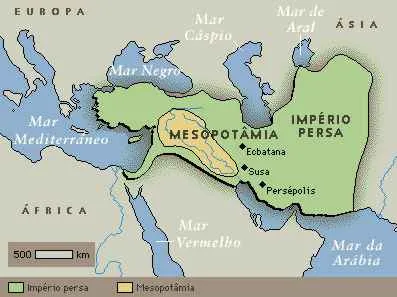 EUROPA
Mar de
Aral
ÁSIA
Mar
Cáspio
Mar Negro
IMPÉRIO
PERSA
MESOPOTÂMIA
Mar
Mediterráneo
Ecbatana
Susa
Persépolis
ÁFRICA
Mar
Vermelho
Mar da
Arábia
500 km
Império persa
Mesopotâmia